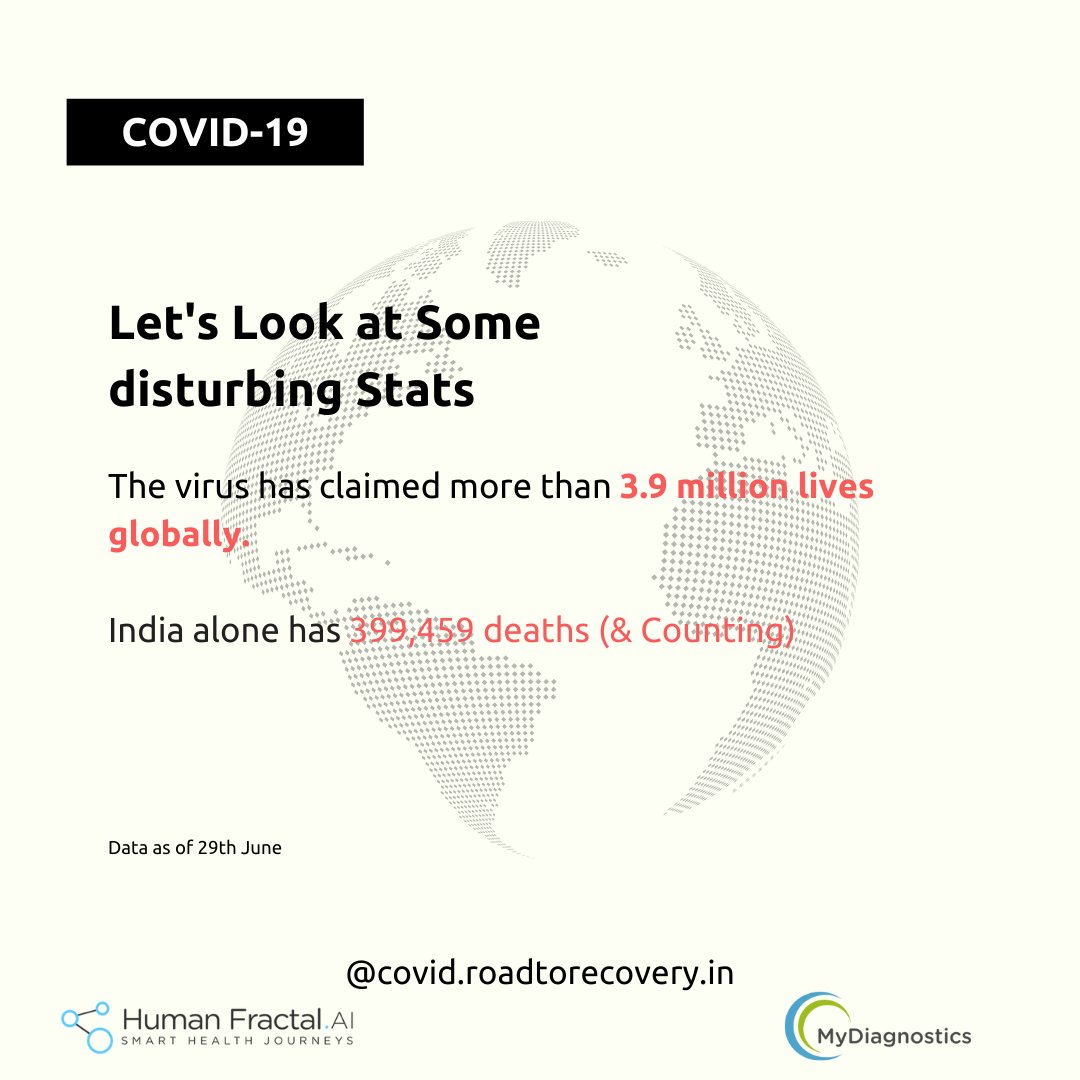 COVID-19
Let's Look at Some
disturbing Stats
The virus has claimed more than 3.9 million lives
globally.
India alone has 399,459 deaths (& Counting)
Data as of 29th June
@covid.roadtorecovery.in
Human Fractal.AI
SMART HEALTH JOURNEYS
MyDiagnostics